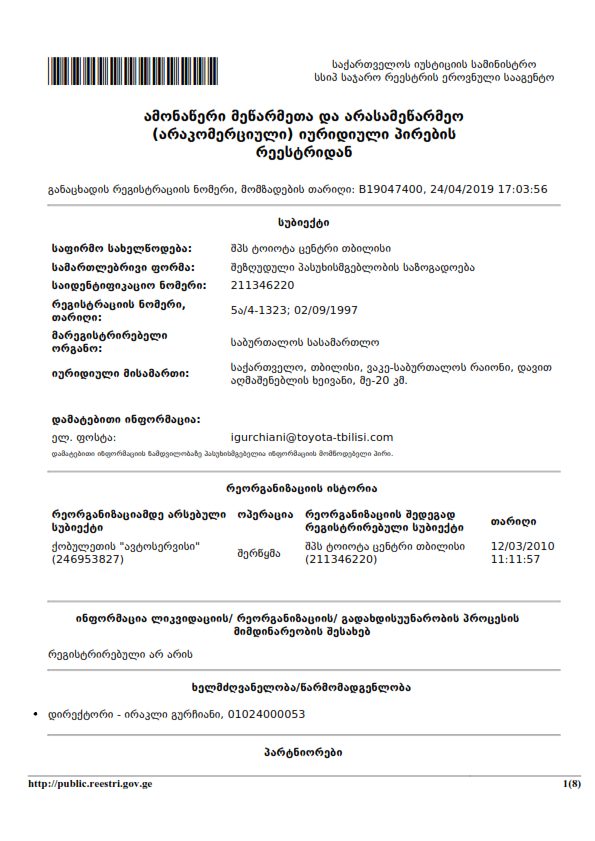 საქართველოს იუსტიციის სამინისტრო
სსიპ საჯარო რეესტრის ეროვნული სააგენტო
ამონაწერი მეწარმეთა და არასამეწარმეო
(არაკომერციული) იურიდიული პირების
რეესტრიდან
განაცხადის რეგისტრაციის ნომერი, მომზადების თარიღი: B19047400, 24/04/2019 17:03:56
სუბიექტი
საფირმო სახელწოდება: შპს ტოიოტა ცენტრი თბილისი
სამართლებრივი ფორმა: შეზღუდული პასუხისმგებლობის საზოგადოება
საიდენტიფიკაციო ნომერი: 211346220
რეგისტრაციის ნომერი,
თარიღი: 5ა/4-1323; 02/09/1997
მარეგისტრირებელი
ორგანო: საბურთალოს სასამართლო
იურიდიული მისამართი: საქართველო, თბილისი, ვაკე-საბურთალოს რაიონი, დავით
აღმაშენებლის ხეივანი, მე-20 კმ.
დამატებითი ინფორმაცია:
ელ. ფოსტა: igurchiani@toyota-tbilisi.com
დამატებითი ინფორმაციის ნამდვილობაზე პასუხისმგებელია ინფორმაციის მომწოდებელი პირი.
რეორგანიზაციის ისტორია
რეორგანიზაციამდე არსებული ოპერაცია რეორგანიზაციის შედეგად თარიღი
სუბიექტი რეგისტრირებული სუბიექტი
ქობულეთის "ავტოსერვისი" შერწყმა შპს ტოიოტა ცენტრი თბილისი 12/03/2010
(246953827) (211346220) 11:11:57
ინფორმაცია ლიკვიდაციის/ რეორგანიზაციის/ გადახდისუუნარობის პროცესის
მიმდინარეობის შესახებ
რეგისტრირებული არ არის
ხელმძღვანელობა/წარმომადგენლობა
• დირექტორი - ირაკლი გურჩიანი, 01024000053
პარტნიორები
http://public.reestri.gov.ge 1(8)